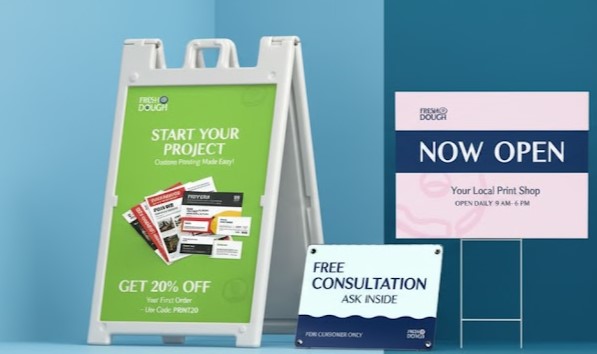 FRESH
DOUGH
START YOUR
PROJECT
Custom Printing Made Easy!
GET 20% OFF
Your First Order
Use Code: PRINT20
FREE
CONSULTATION
ASK INSIDE
FOR CUSTOMER ONLY
FRESH
DOUGH
FRESH
DOUGH
NOW OPEN
Your Local Print Shop
OPEN DAILY 9 AM-6 PM